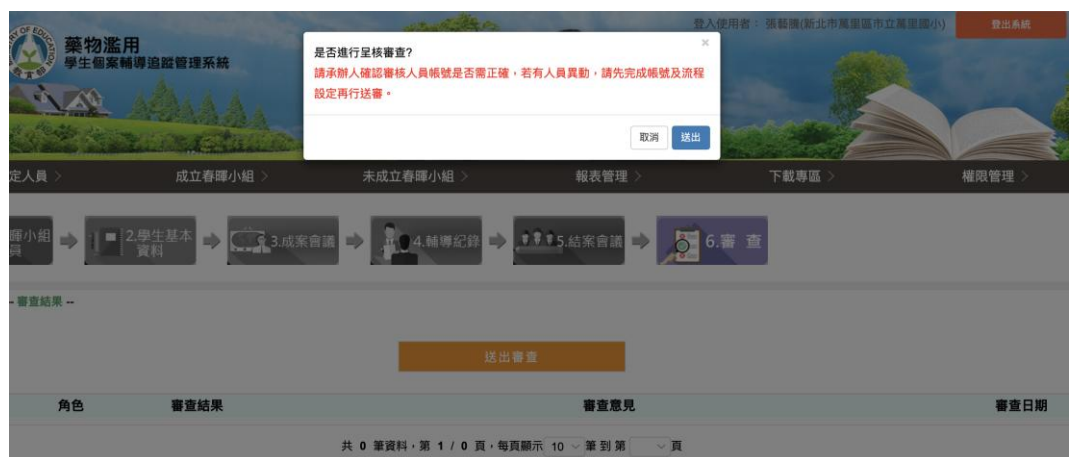 登入使用者： 張藝騰(新北市萬里區市立萬里國小)
登出系統
藥物濫用
學生個案輔導追蹤管理系統
是否進行呈核審查?
×
請承辦人確認審核人員帳號是否需正確，若有人員異動，請先完成帳號及流程
設定再行送審。
取消
送出
定人員 >
成立春暉小組 >
未成立春暉小組 >
報表管理 >
下載專區 >
權限管理 >
暉小組
員
2.學生基本
資料
3.成案會議
4.輔導紀錄
5.結案會議
6.審 查
- 審查結果 --
送出審查
角色 審查結果 審查意見 審查日期
共 0 筆資料，第 1 / 0 頁，每頁顯示 10 筆 到 第 頁